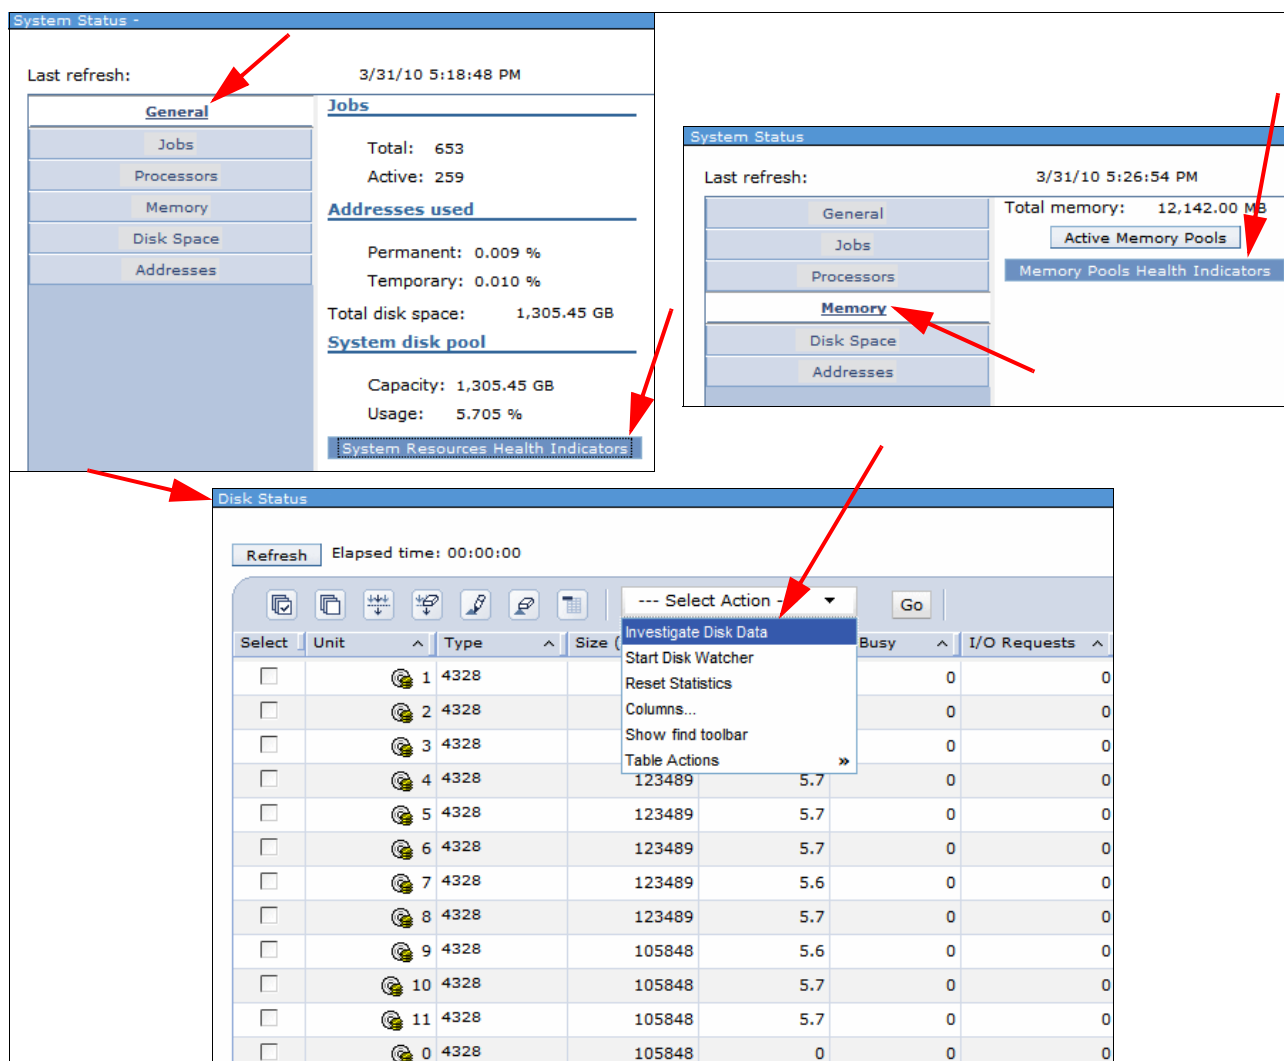 System Status -
Last refresh: 3/31/10 5:18:48 PM
General
Jobs
Processors
Memory
Disk Space
Addresses
Jobs
Total: 653
Active: 259
Addresses used
Permanent: 0.009 %
Temporary: 0.010 %
Total disk space: 1,305.45 GB
System disk pool
Capacity: 1,305.45 GB
Usage: 5.705 %
System Resources Health Indicators
System Status
Last refresh: 3/31/10 5:26:54 PM
General
Jobs
Processors
Memory
Disk Space
Addresses
Total memory: 12,142.00 MB
Active Memory Pools
Memory Pools Health Indicators
Disk Status
Refresh Elapsed time: 00:00:00
--- Select Action - Go
Investigate Disk Data
Start Disk Watcher
Reset Statistics
Columns...
Show find toolbar
Table Actions »
Select Unit Type Size ( Busy I/O Requests
1 4328 0 0
2 4328 0 0
3 4328 0 0
4 4328 123489 5.7 0 0
5 4328 123489 5.7 0 0
6 4328 123489 5.7 0 0
7 4328 123489 5.6 0 0
8 4328 123489 5.7 0 0
9 4328 105848 5.6 0 0
10 4328 105848 5.7 0 0
11 4328 105848 5.7 0 0
0 4328 105848 0 0 0